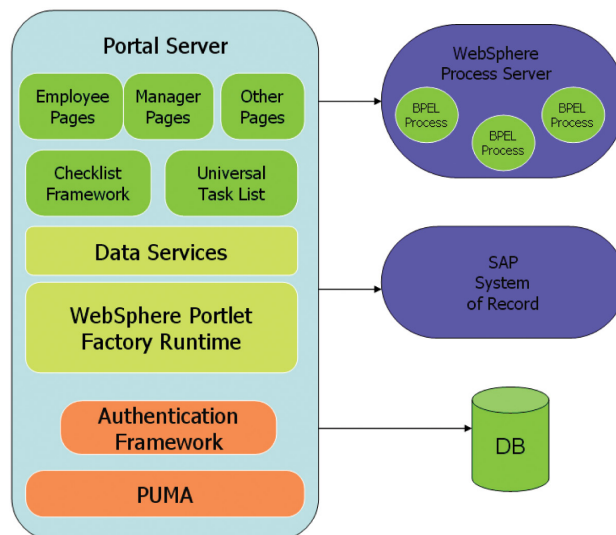 Portal Server
Employee
Pages
Manager
Pages
Other
Pages
Checklist
Framework
Universal
Task List
Data Services
WebSphere Portlet
Factory Runtime
Authentication
Framework
PUMA
WebSphere
Process Server
BPEL
Process
BPEL
Process
BPEL
Process
SAP
System
of Record
DB